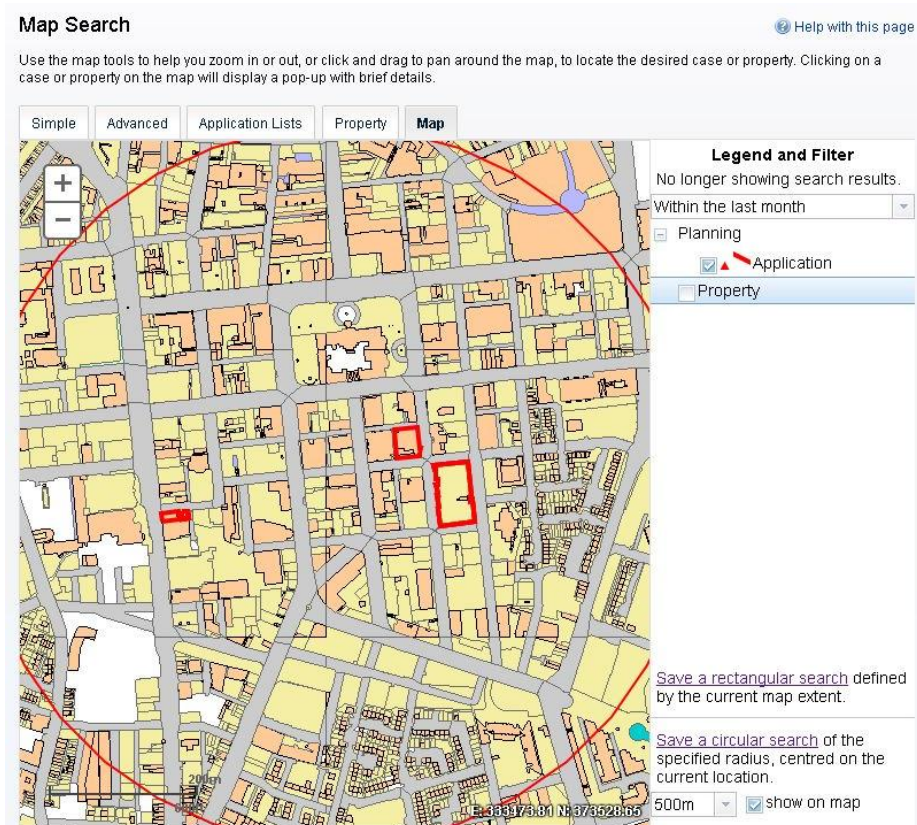 Map Search
Help with this page
Use the map tools to help you zoom in or out, or click and drag to pan around the map, to locate the desired case or property. Clicking on a
case or property on the map will display a pop-up with brief details.
Simple
Advanced
Application Lists
Property
Map
Legend and Filter
No longer showing search results.
Within the last month
Planning
Application
Property
Save a rectangular search defined
by the current map extent.
Save a circular search of the
specified radius, centred on the
current location.
500m
show on map
200m
E: 333473.81 N: 373528.65